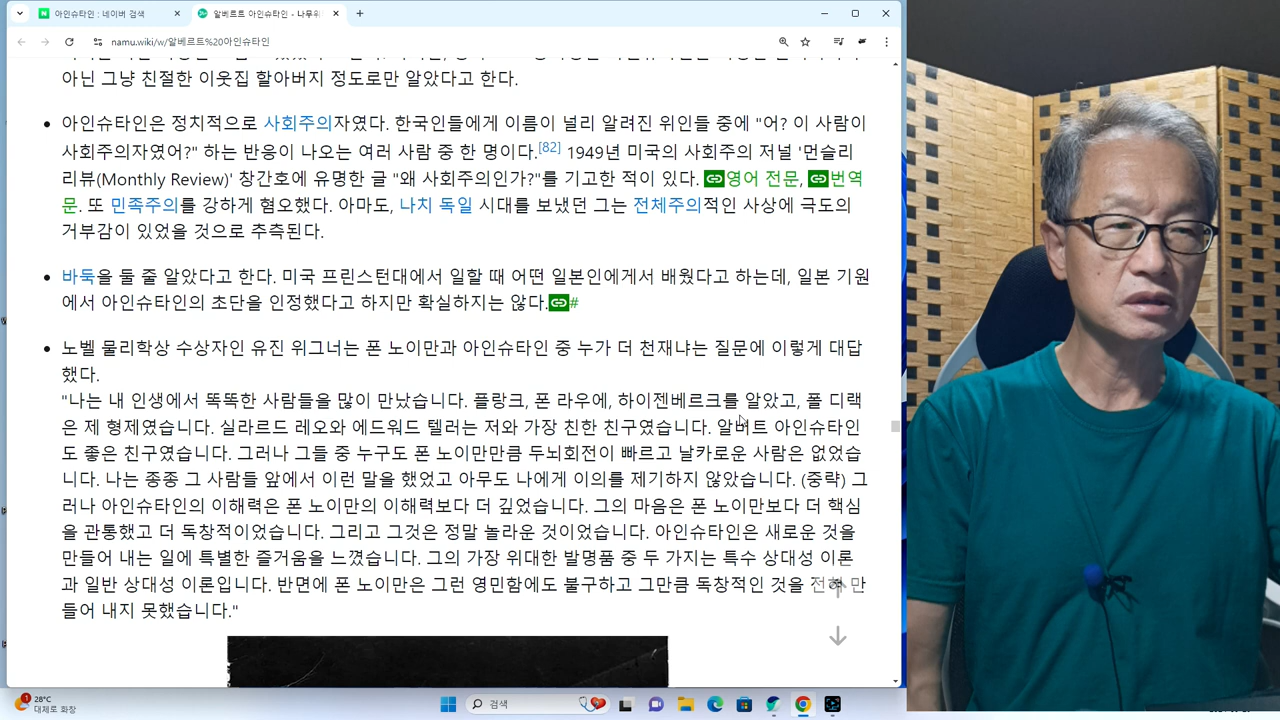 아인슈타인 : 네이버 검색
알베르트 아인슈타인 - 나무위
namu.wiki/w/알베르트%20아인슈타인
아닌 그냥 친절한 이웃집 할아버지 정도로만 알았다고 한다.
아인슈타인은 정치적으로 사회주의자였다. 한국인들에게 이름이 널리 알려진 위인들 중에 "어? 이 사람이
사회주의자였어?" 하는 반응이 나오는 여러 사람 중 한 명이다.[82] 1949년 미국의 사회주의 저널 '먼슬리
리뷰(Monthly Review)' 창간호에 유명한 글 "왜 사회주의인가?"를 기고한 적이 있다. 영어 전문, 번역
문. 또 민족주의를 강하게 혐오했다. 아마도, 나치 독일 시대를 보냈던 그는 전체주의적인 사상에 극도의
거부감이 있었을 것으로 추측된다.
바둑을 둘 줄 알았다고 한다. 미국 프린스턴대에서 일할 때 어떤 일본인에게서 배웠다고 하는데, 일본 기원
에서 아인슈타인의 초단을 인정했다고 하지만 확실하지는 않다.#
노벨 물리학상 수상자인 유진 위그너는 폰 노이만과 아인슈타인 중 누가 더 천재냐는 질문에 이렇게 대답
했다.
"나는 내 인생에서 똑똑한 사람들을 많이 만났습니다. 플랑크, 폰 라우에, 하이젠베르크를 알았고, 폴 디랙
은 제 형제였습니다. 실라르드 레오와 에드워드 텔러는 저와 가장 친한 친구였습니다. 알버트 아인슈타인
도 좋은 친구였습니다. 그러나 그들 중 누구도 폰 노이만만큼 두뇌회전이 빠르고 날카로운 사람은 없었습
니다. 나는 종종 그 사람들 앞에서 이런 말을 했었고 아무도 나에게 이의를 제기하지 않았습니다. (중략) 그
러나 아인슈타인의 이해력은 폰 노이만의 이해력보다 더 깊었습니다. 그의 마음은 폰 노이만보다 더 핵심
을 관통했고 더 독창적이었습니다. 그리고 그것은 정말 놀라운 것이었습니다. 아인슈타인은 새로운 것을
만들어 내는 일에 특별한 즐거움을 느꼈습니다. 그의 가장 위대한 발명품 중 두 가지는 특수 상대성 이론
과 일반 상대성 이론입니다. 반면에 폰 노이만은 그런 영민함에도 불구하고 그만큼 독창적인 것을 전혀 만
들어 내지 못했습니다."
1
28°C
대체로 화창
검색